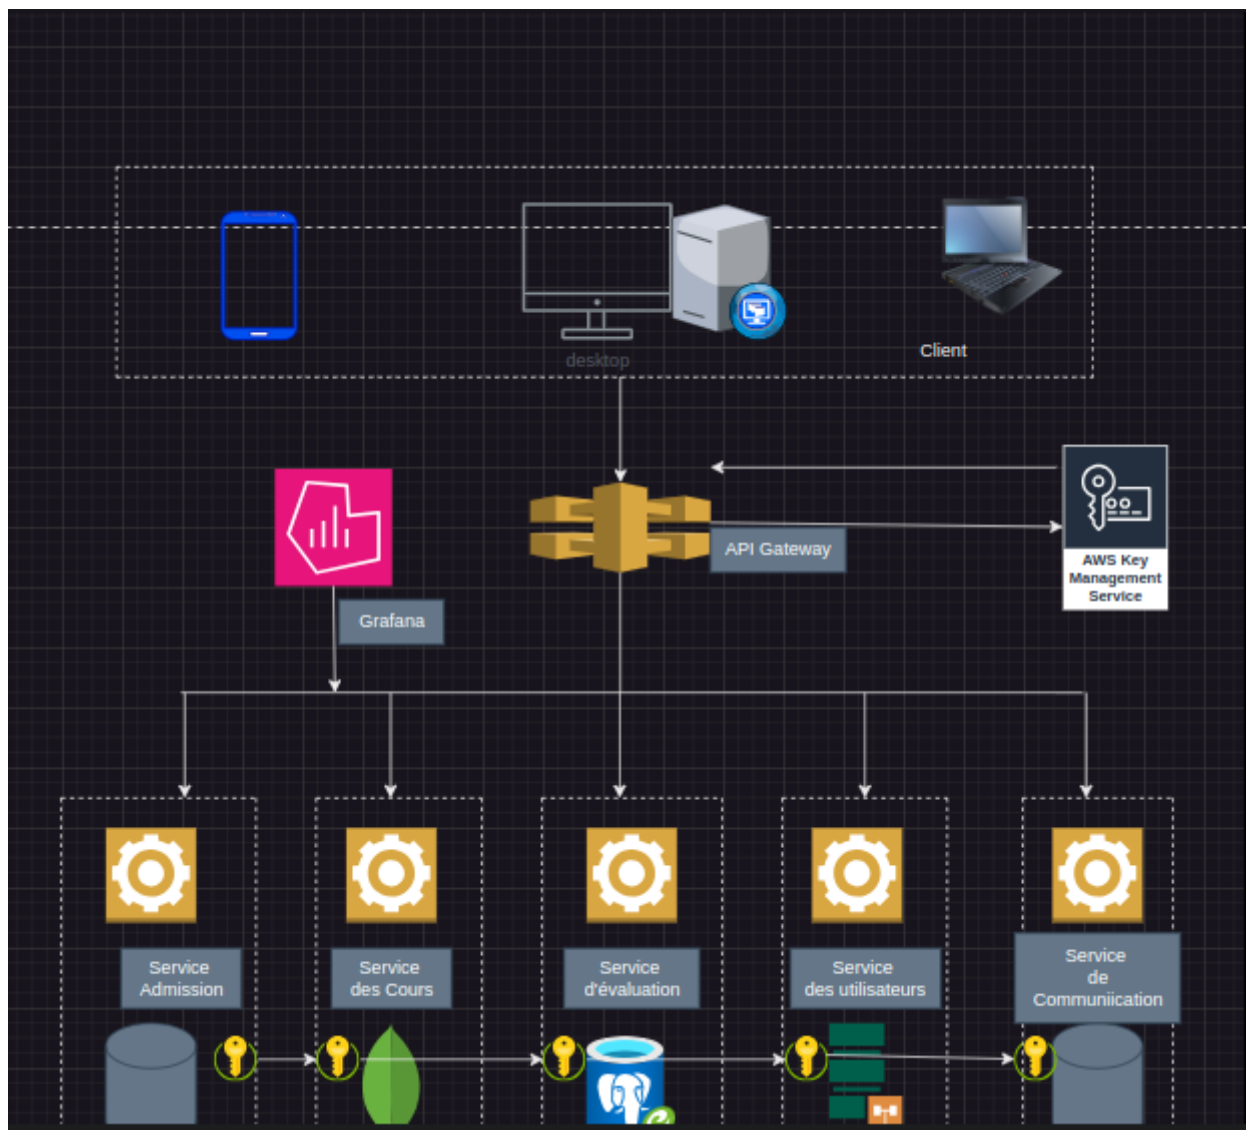 desktop
Client
API Gateway
AWS Key
Management
Service
Grafana
Service
Admission
Service
des Cours
Service
d'évaluation
Service
des utilisateurs
Service
de
Communiication